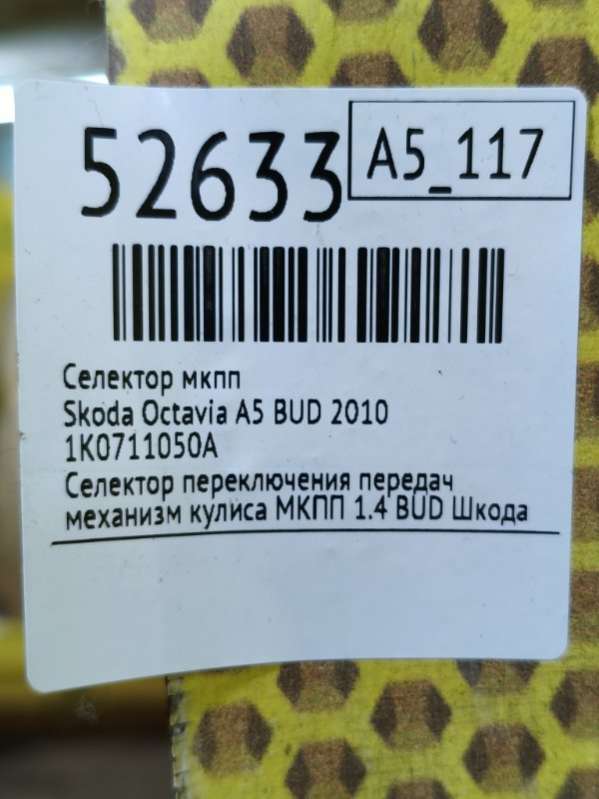 52633
A5_117
Селектор мкпп
Skoda Octavia A5 BUD 2010
1K0711050A
Селектор переключения передач
механизм кулиса МКПП 1.4 BUD Шкода